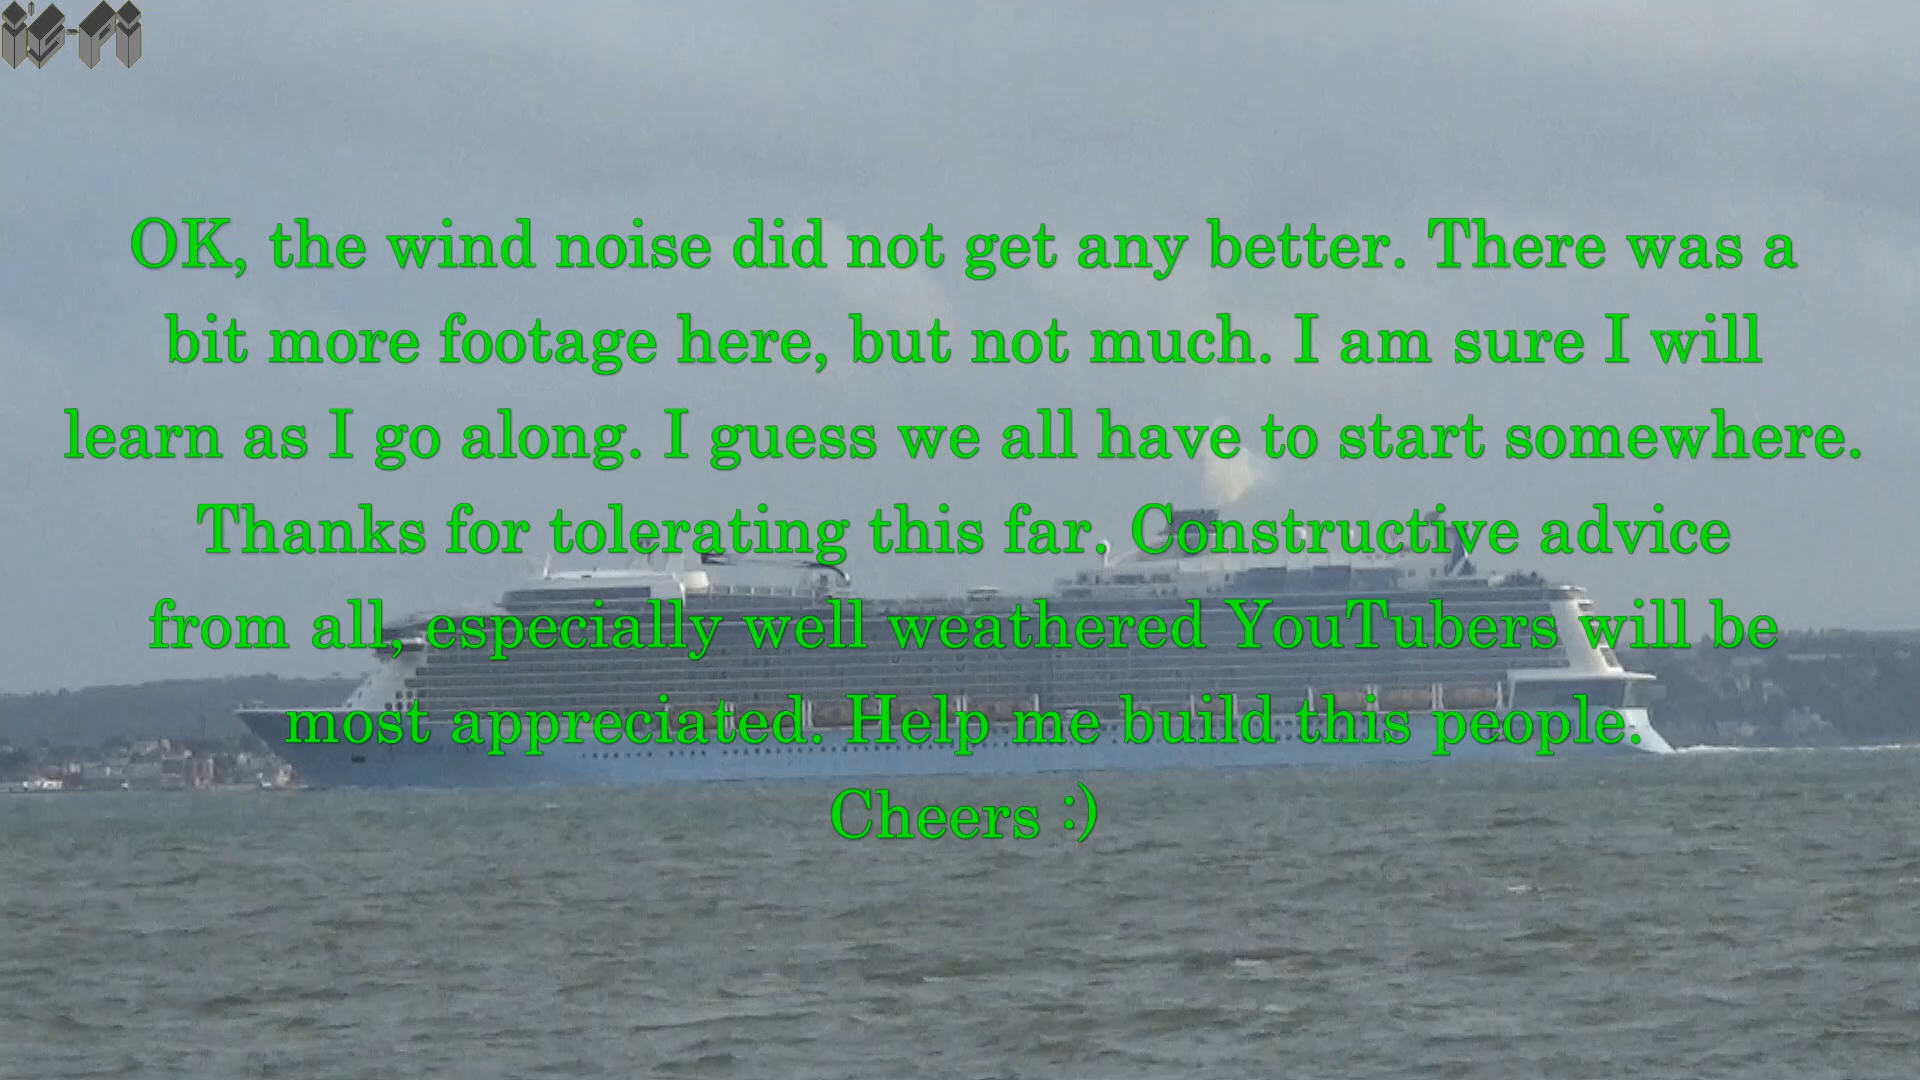 i's-Pi
OK, the wind noise did not get any better. There was a
bit more footage here, but not much. I am sure I will
learn as I go along. I guess we all have to start somewhere.
Thanks for tolerating this far. Constructive advice
from all, especially well weathered YouTubers will be
most appreciated. Help me build this people.
Cheers :)